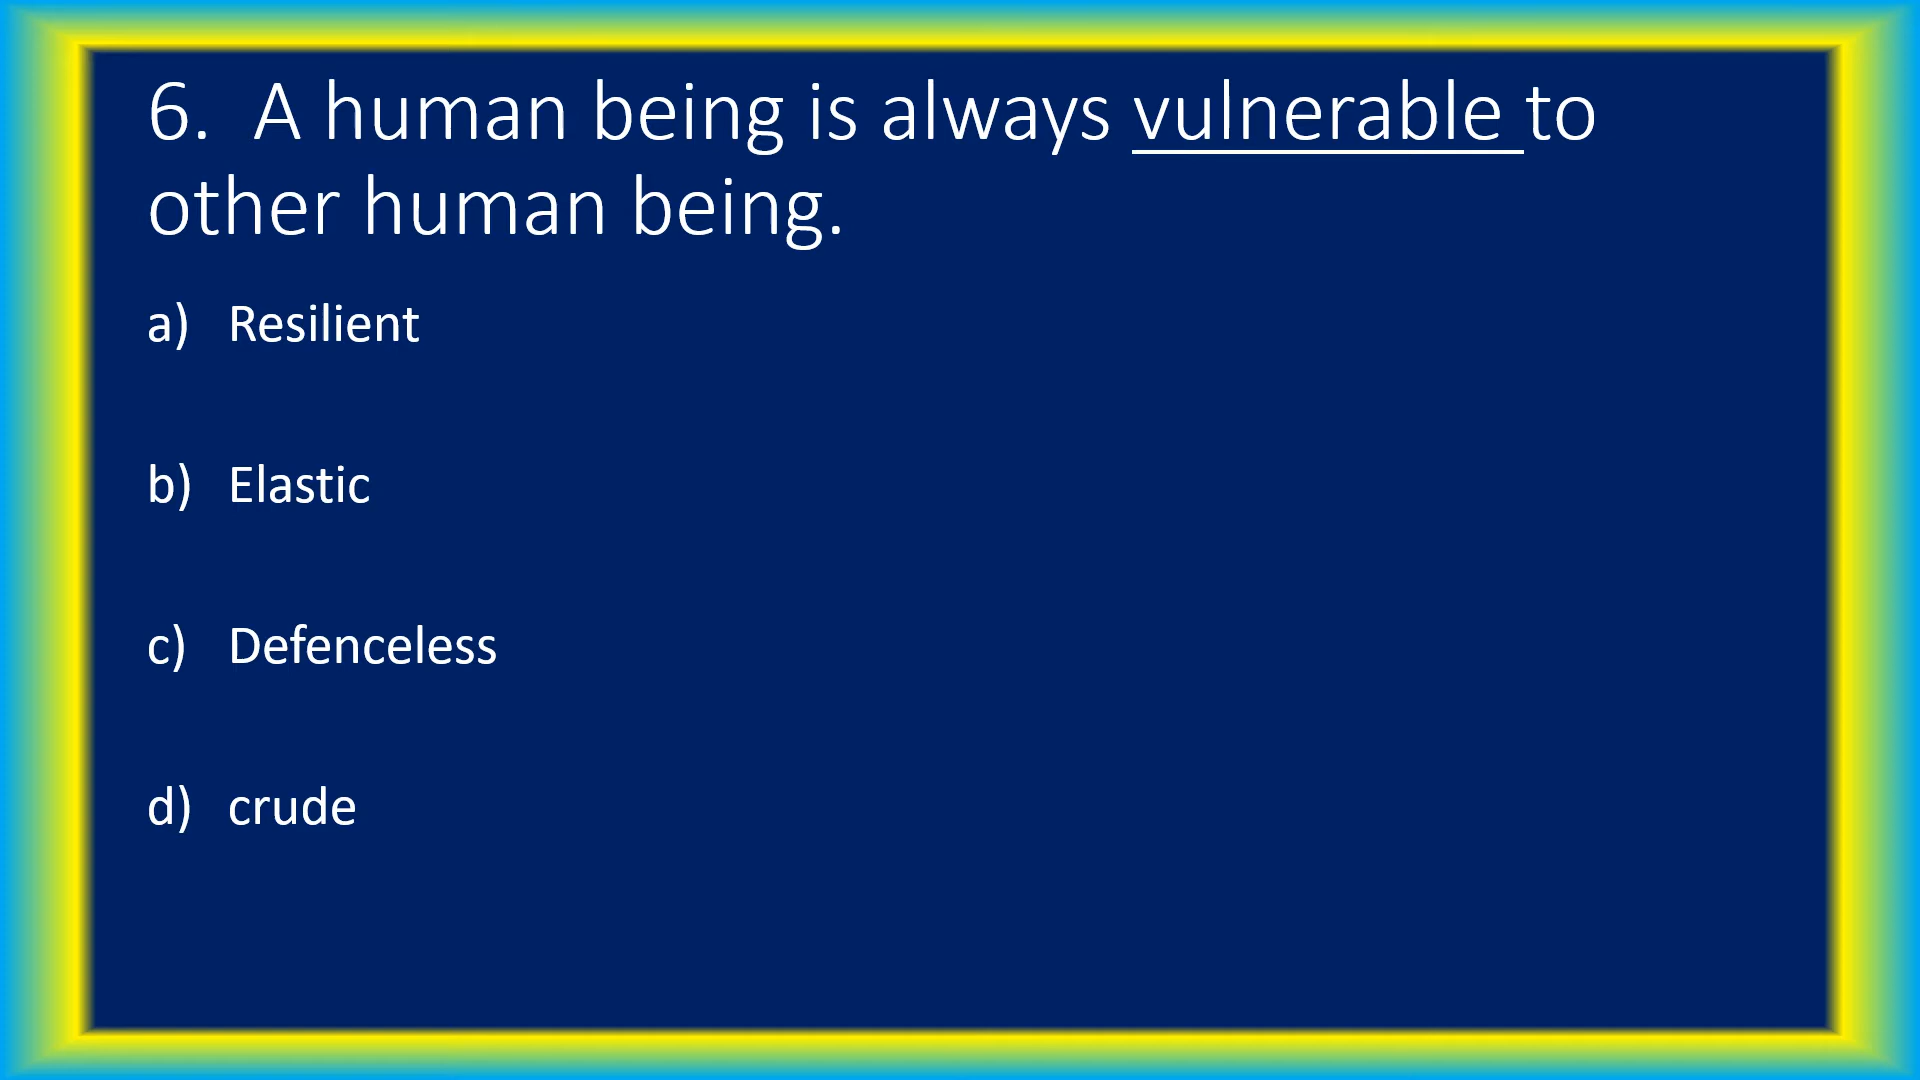 6. A human being is always vulnerable to
other human being.
a) Resilient
b) Elastic
c) Defenceless
d) crude